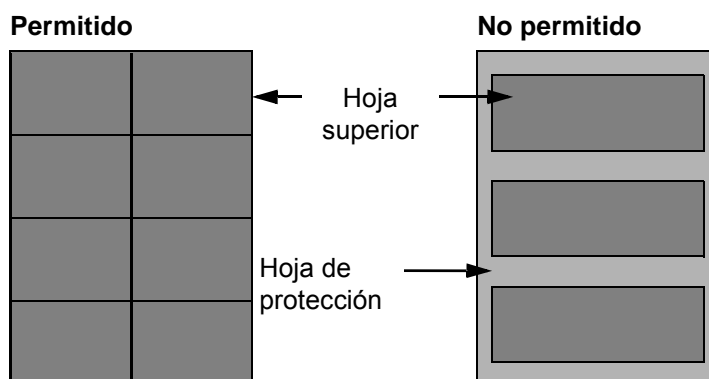 Permitido
No permitido
Hoja
superior
Hoja de
protección